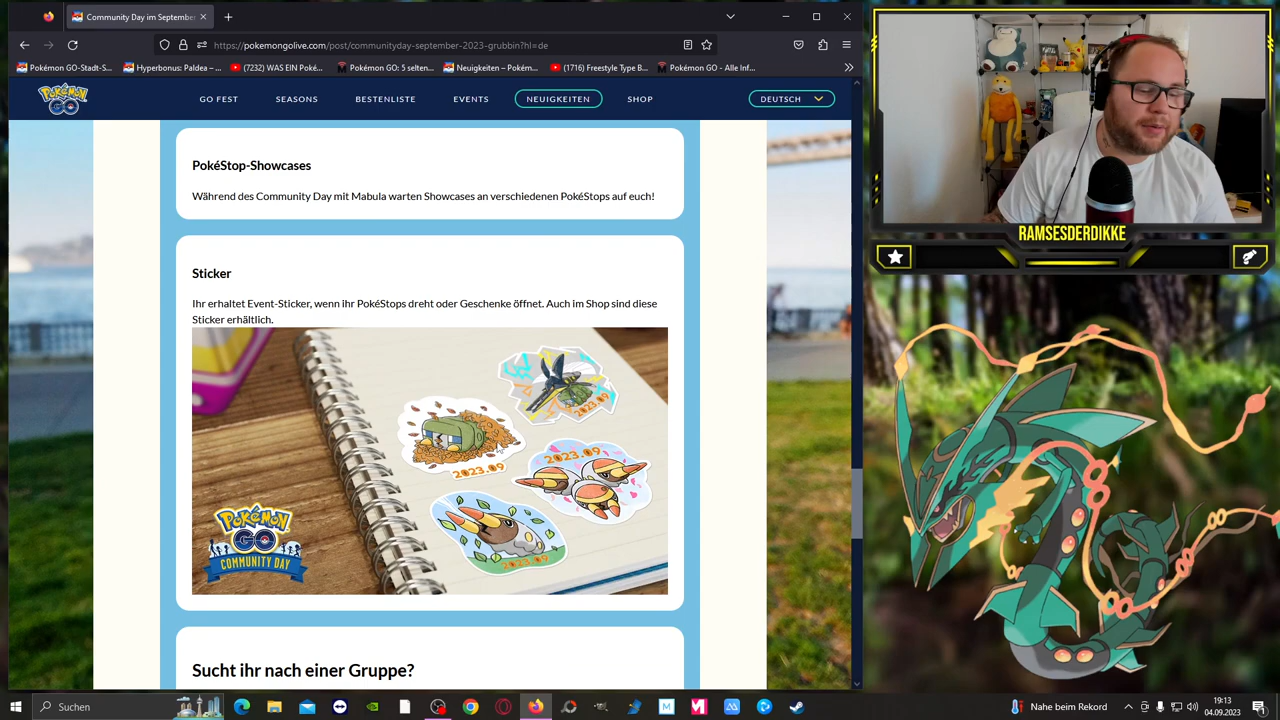 Community Day im September
https://pokemongolive.com/post/communityday-september-2023-grubbin?hl=de
Pokémon GO-Stadt-S...
Hyperbonus: Paldea – ...
(7232) WAS EIN Poké...
Pokémon GO: 5 selten...
Neuigkeiten – Pokém...
(1716) Freestyle Type B...
Pokémon GO - Alle Inf...
Pokémon GO
GO FEST
SEASONS
BESTENLISTE
EVENTS
NEUIGKEITEN
SHOP
DEUTSCH
PokéStop-Showcases
Während des Community Day mit Mabula warten Showcases an verschiedenen PokéStops auf euch!
Sticker
Ihr erhaltet Event-Sticker, wenn ihr PokéStops dreht oder Geschenke öffnet. Auch im Shop sind diese
Sticker erhältlich.
2023.09
2023.09
2023.09
2023.09
Pokémon
GO
COMMUNITY DAY
Sucht ihr nach einer Gruppe?
RAMSESDERDIKKE
Suchen
Nahe beim Rekord
19:13
04.09.2023